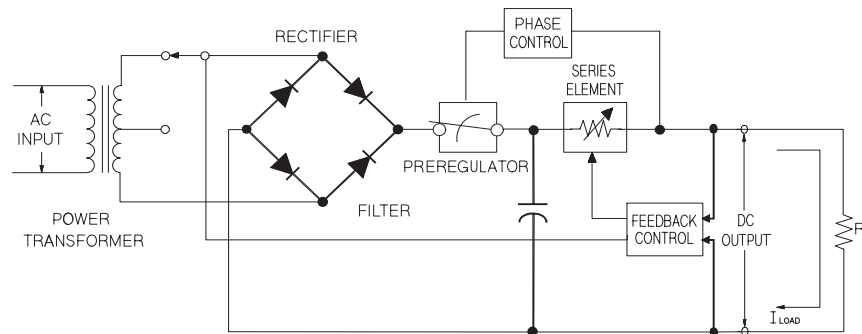 RECTIFIER
PHASE
CONTROL
SERIES
ELEMENT
AC
INPUT
PREREGULATOR
POWER
TRANSFORMER
FILTER
FEEDBACK
CONTROL
DC
OUTPUT
R
I LOAD